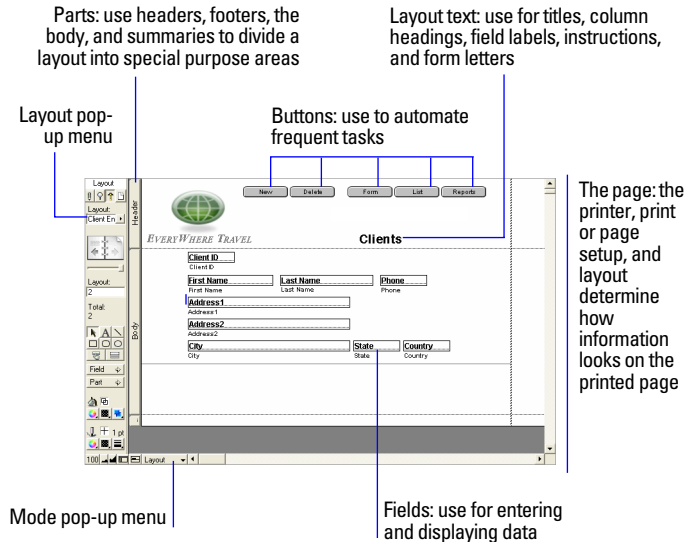 Parts: use headers, footers, the
body, and summaries to divide a
layout into special purpose areas
Layout text: use for titles, column
headings, field labels, instructions,
and form letters
Layout pop-
up menu
Buttons: use to automate
frequent tasks
Layout
Layout:
Client En
Layout:
2
Total:
2
A
Field
Part
1 pt
100
Layout
Header
Body
New
Delete
Form
List
Reports
EVERYWHERE TRAVEL
Clients
Client ID
Client ID
First Name
Last Name
Phone
First Name
Last Name
Phone
Address1
Address1
Address2
Address2
City
State
Country
City
State
Country
The page: the
printer, print
or page
setup, and
layout
determine
how
information
looks on the
printed page
Mode pop-up menu
Fields: use for entering
and displaying data